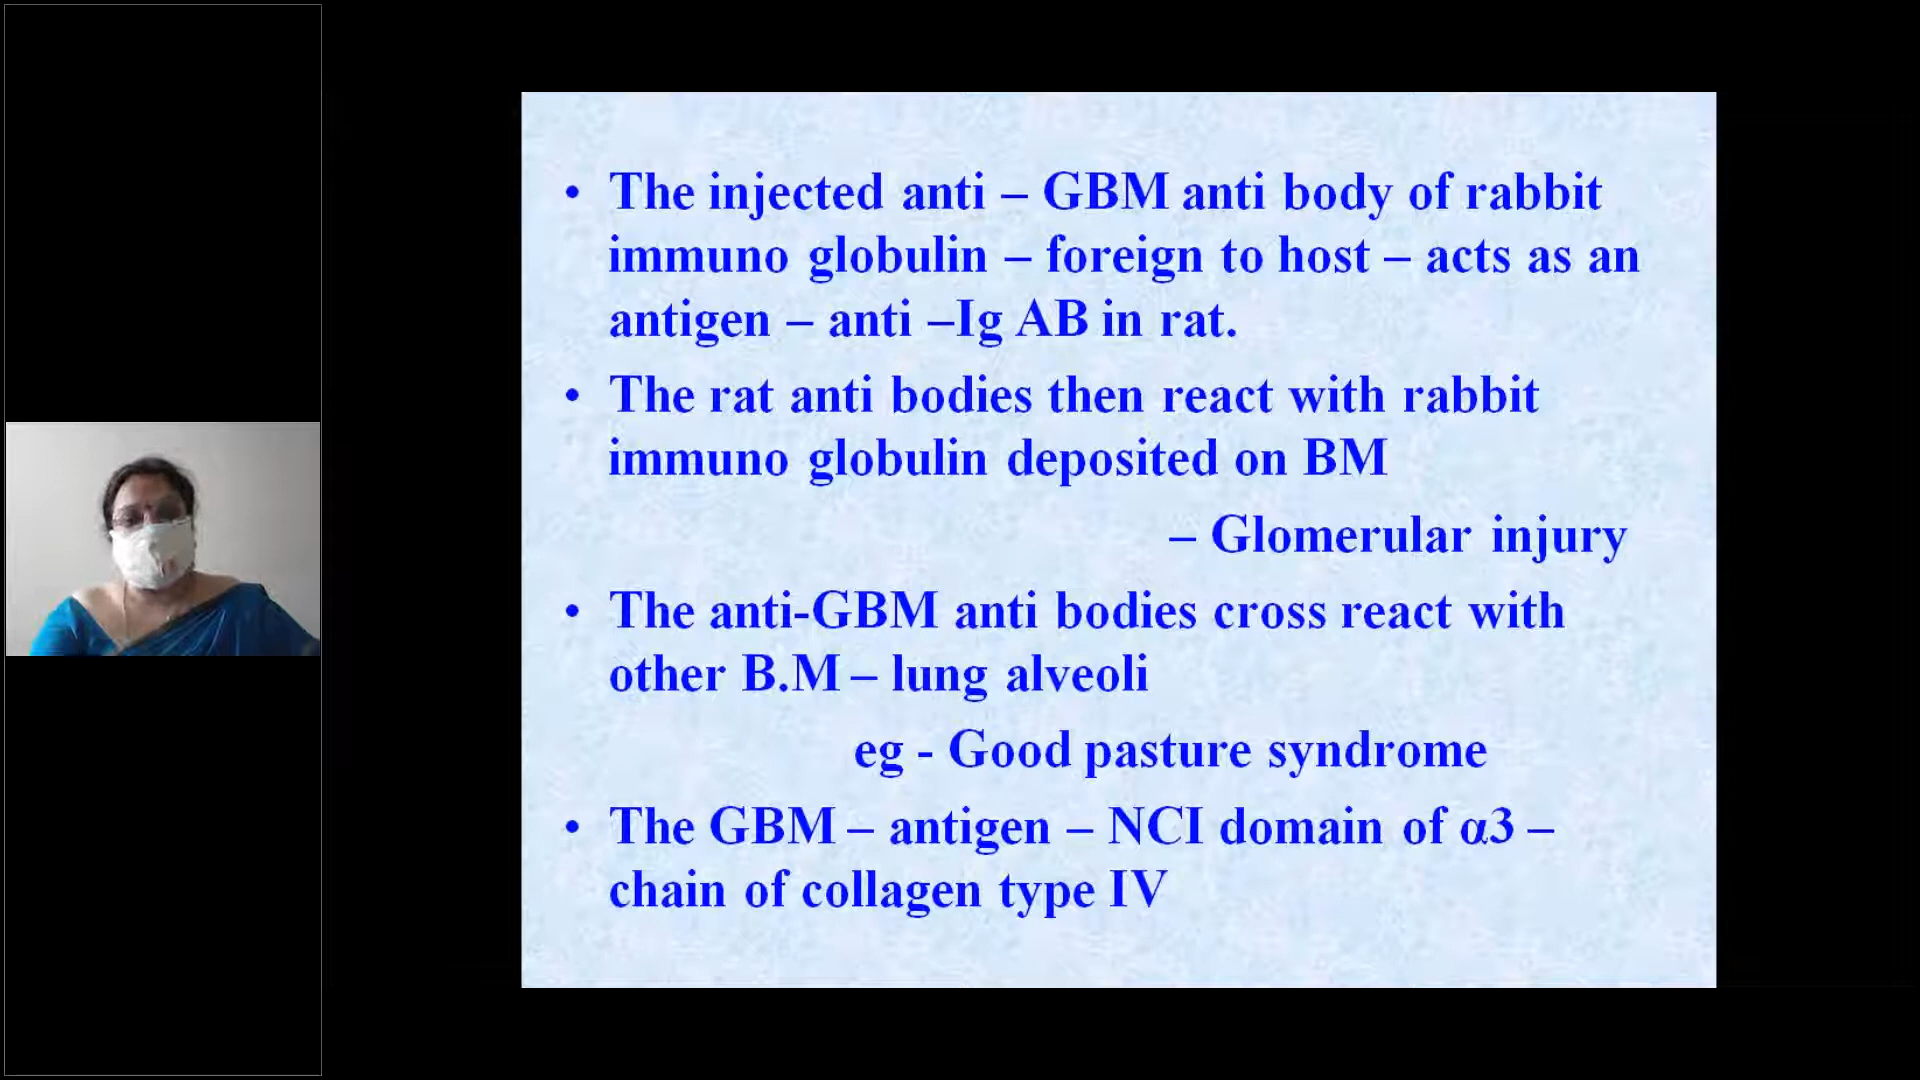 • The injected anti – GBM anti body of rabbit
immuno globulin – foreign to host – acts as an
antigen – anti –Ig AB in rat.
• The rat anti bodies then react with rabbit
immuno globulin deposited on BM
– Glomerular injury
• The anti-GBM anti bodies cross react with
other B.M – lung alveoli
eg - Good pasture syndrome
• The GBM – antigen – NCI domain of α3 –
chain of collagen type IV